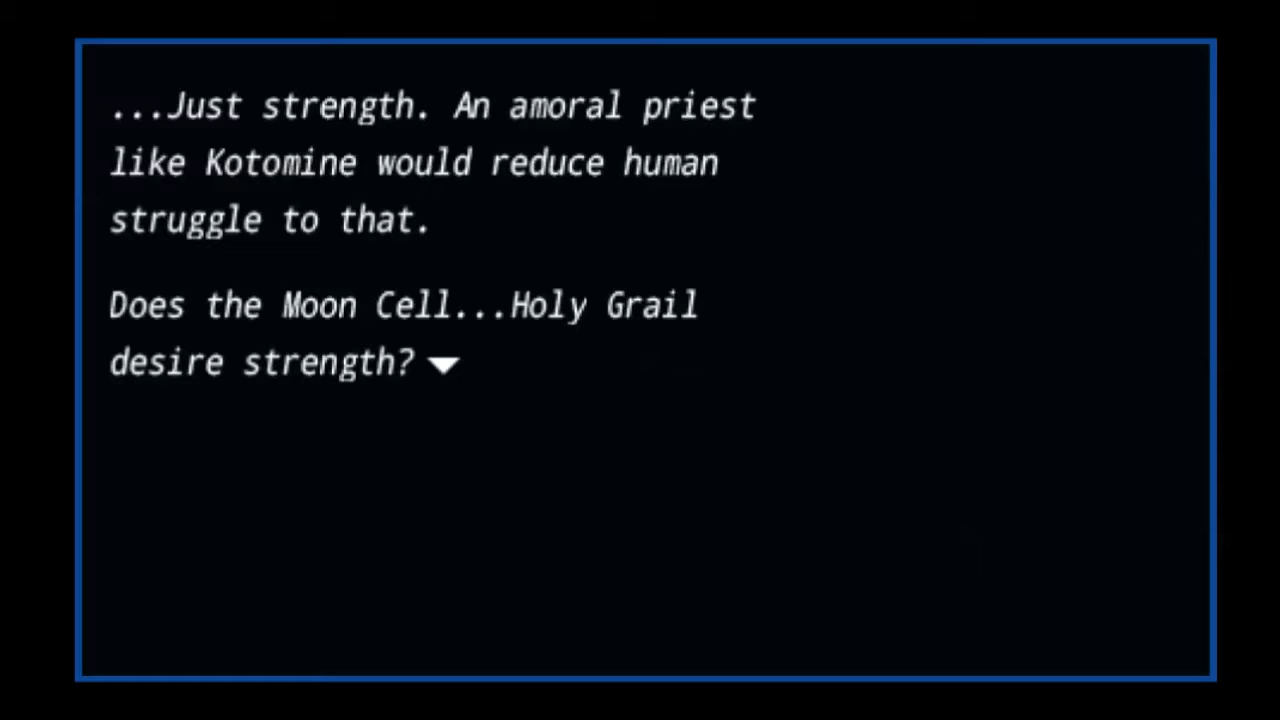 ...Just strength. An amoral priest
like Kotomine would reduce human
struggle to that.
Does the Moon Cell...Holy Grail
desire strength?